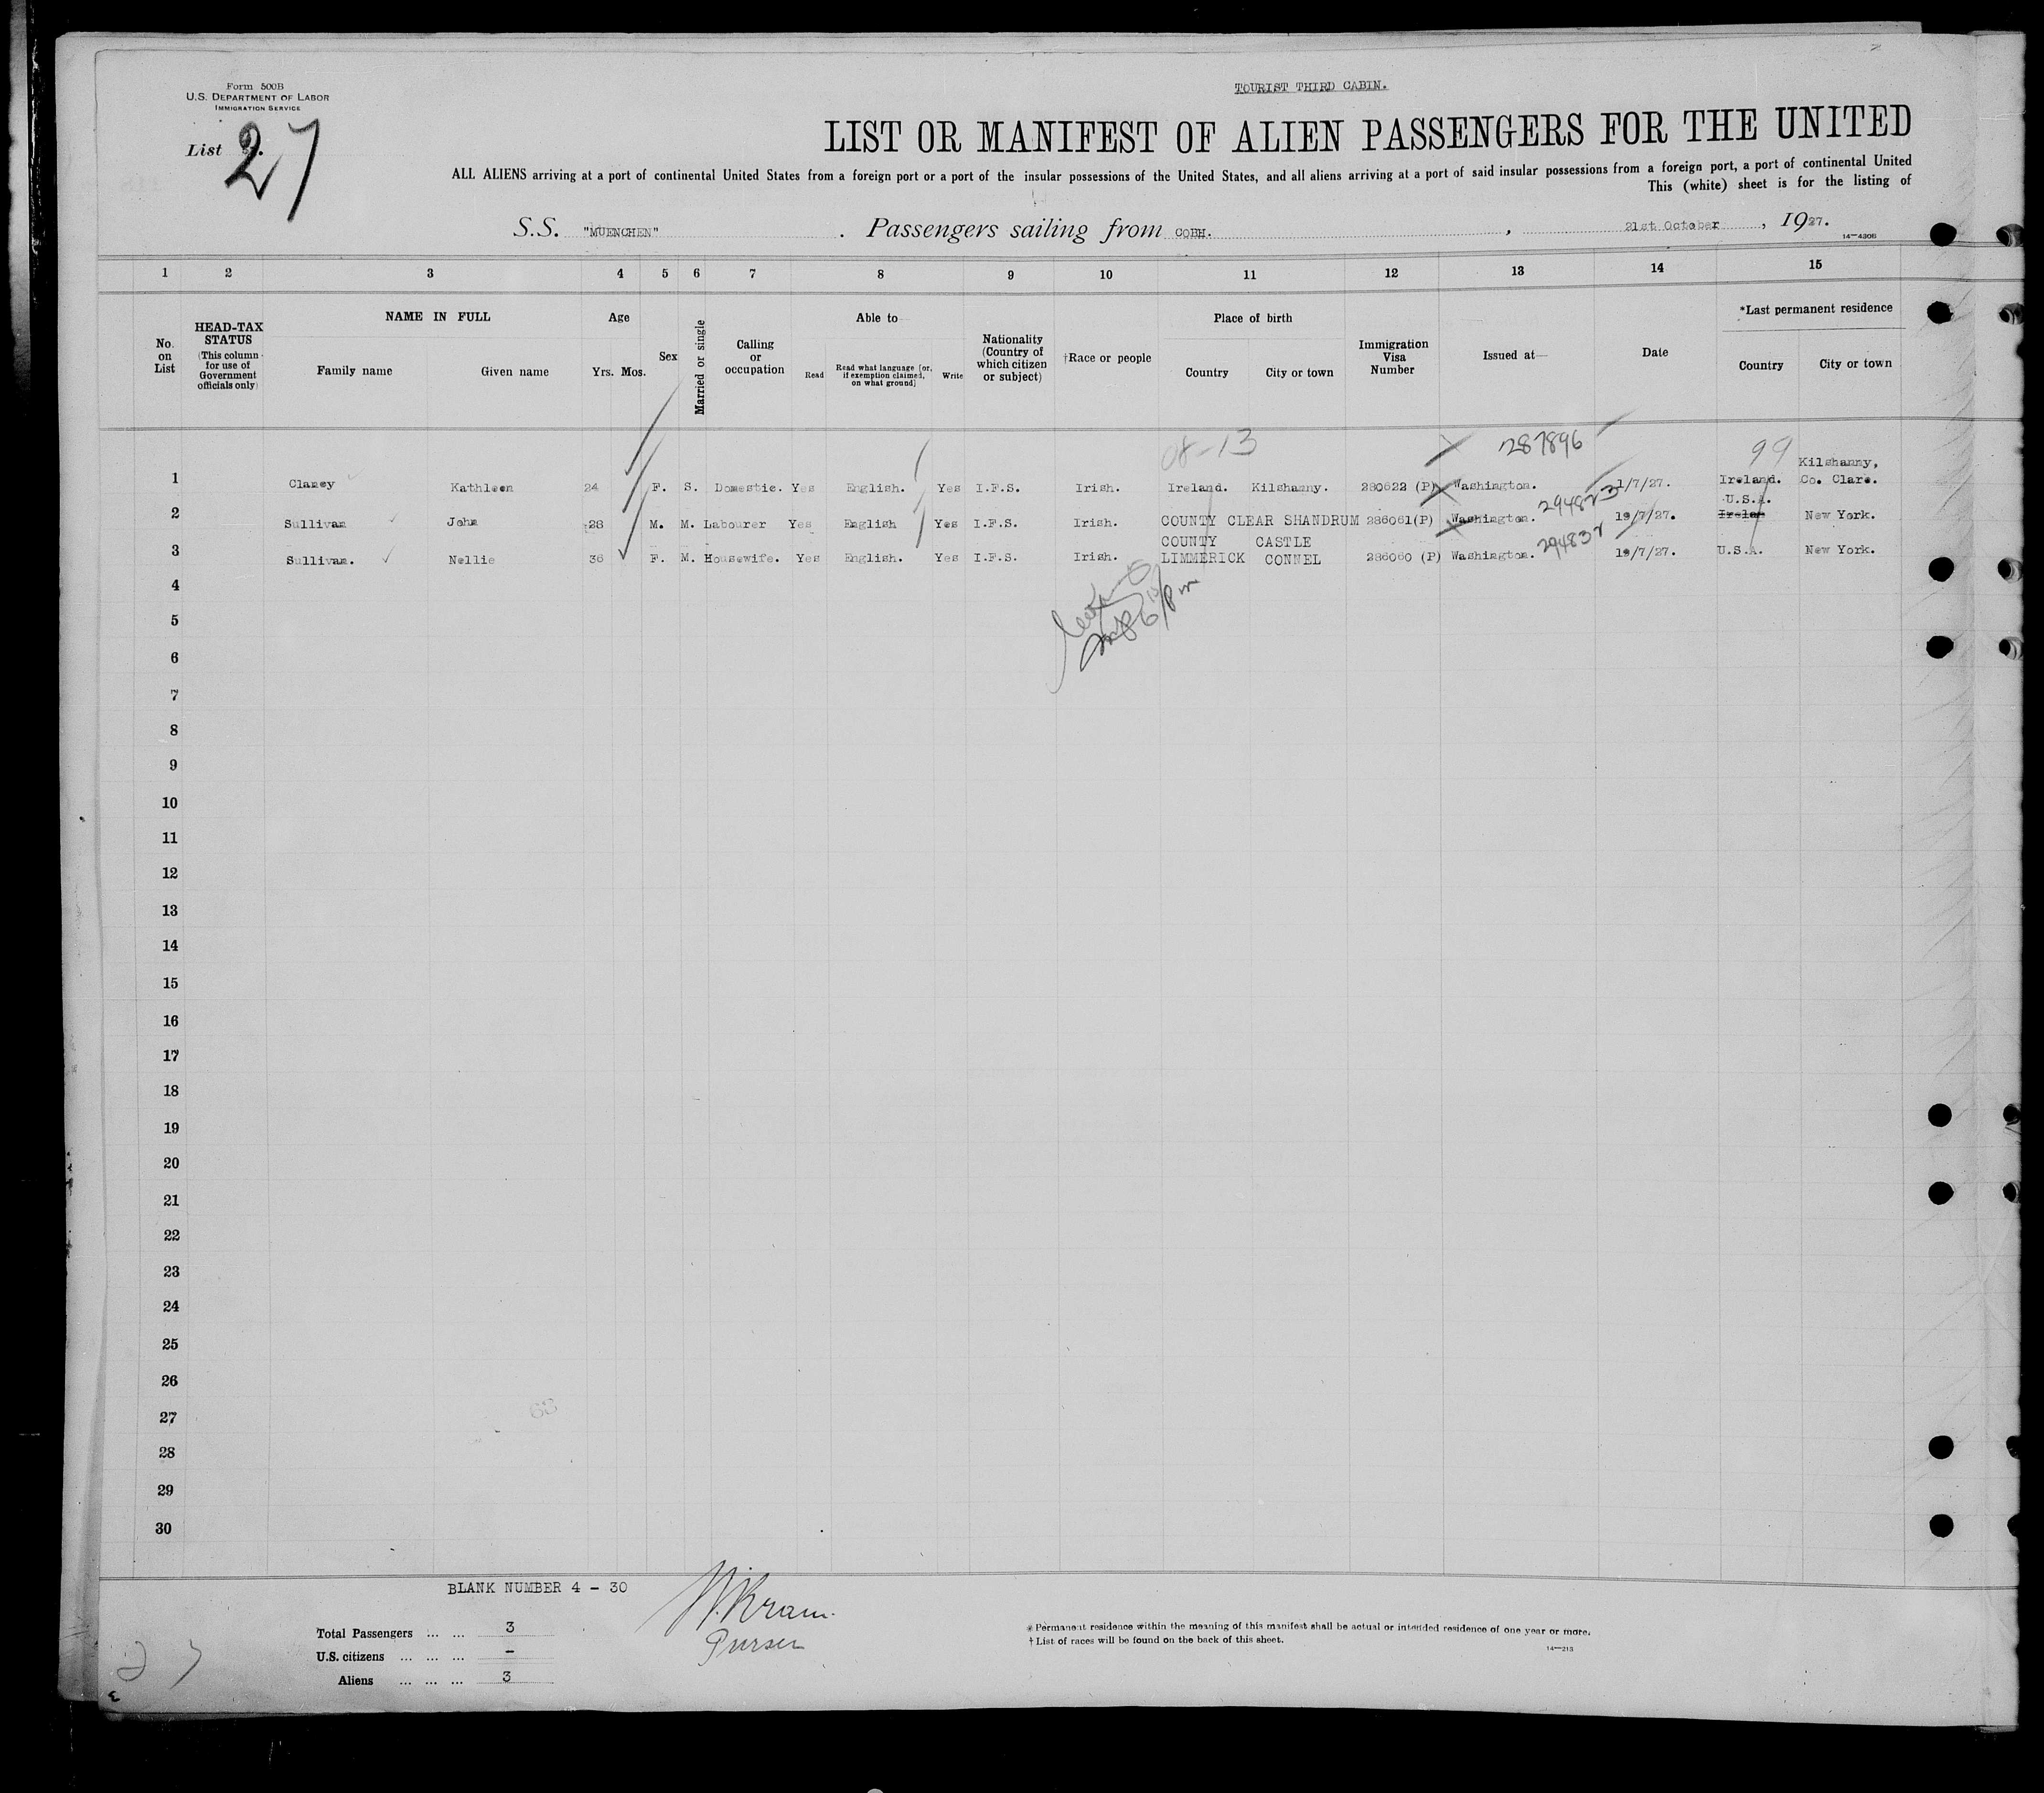 TOURIST THIRD CABIN.
Form 500B
U.S. DEPARTMENT OF LABOR
IMMIGRATION SERVICE
List 27
LIST OR MANIFEST OF ALIEN PASSENGERS FOR THE UNITED
ALL ALIENS arriving at a port of continental United States from a foreign port or a port of the insular possessions of the United States, and all aliens arriving at a port of said insular possessions from a foreign port, a port of continental United
This (white) sheet is for the listing of
S.S. "MUENCHEN" . Passengers sailing from COBH. , 21st October , 1927.
14—430B
1 2 3 4 5 6 7 8 9 10 11 12 13 14 15
No. on List
HEAD-TAX STATUS (This column for use of Government officials only)
NAME IN FULL
Family name Given name
Age
Yrs. Mos.
Sex
Married or single
Calling or occupation
Able to—
Read Read what language [or, if exemption claimed, on what ground] Write
Nationality (Country of which citizen or subject)
†Race or people
Place of birth
Country City or town
Immigration Visa Number
Issued at—
Date
*Last permanent residence
Country City or town
08-13 287896 99
1 Clancy Kathleen 24 F. S. Domestic. Yes English. Yes I.F.S. Irish. Ireland. Kilshanny. 280622 (P) Washington. 1/7/27. Ireland. Kilshanny, Co. Clare.
2 Sullivan John 28 M. M. Labourer Yes English Yes I.F.S. Irish. COUNTY CLEAR SHANDRUM 286061(P) Washington. 294823 19/7/27. U.S.A. Irelan New York.
3 Sullivan. Nellie 36 F. M. Housewife. Yes English. Yes I.F.S. Irish. COUNTY LIMMERICK CASTLE CONNEL 286060 (P) Washington. 294832 19/7/27. U.S.A. New York.
4
5
6
7
8
9
10
11
12
13
14
15
16
17
18
19
20
21
22
23
24
25
26
27
28
29
30
BLANK NUMBER 4 - 30
Total Passengers ... ... 3
U.S. citizens ... ... ... -
Aliens ... ... ... 3
Purser
* Permanent residence within the meaning of this manifest shall be actual or intended residence of one year or more.
† List of races will be found on the back of this sheet.
14—213